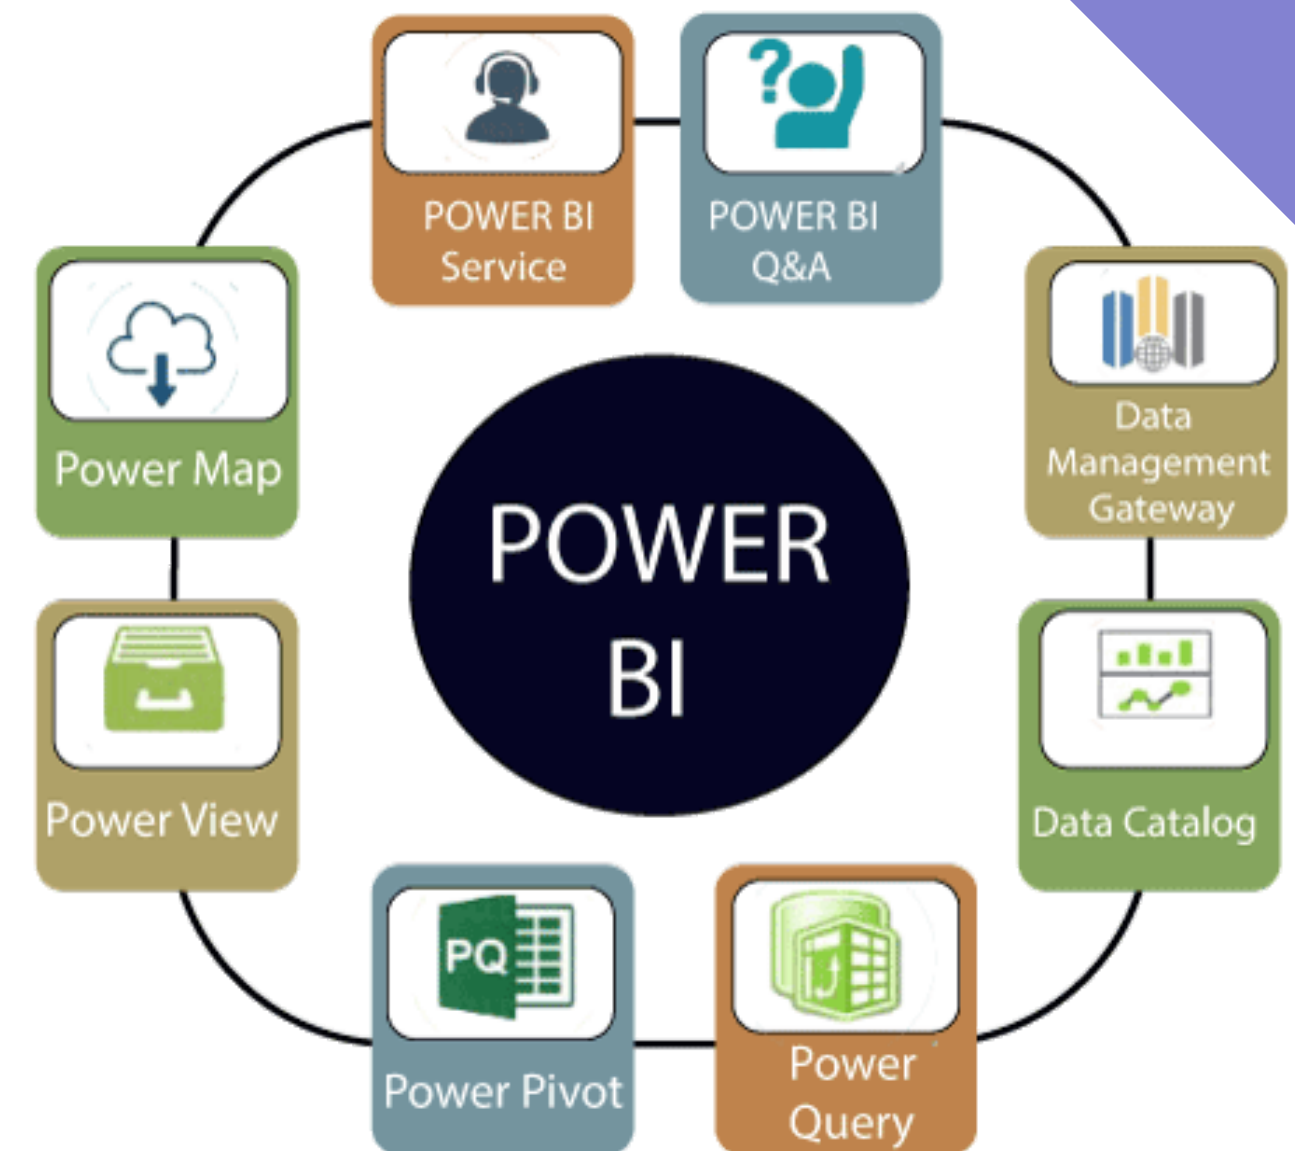 POWER BI
Service
POWER BI
Q&A
Power Map
Data
Management
Gateway
POWER
BI
Power View
Data Catalog
PQ
Power Pivot
Power
Query